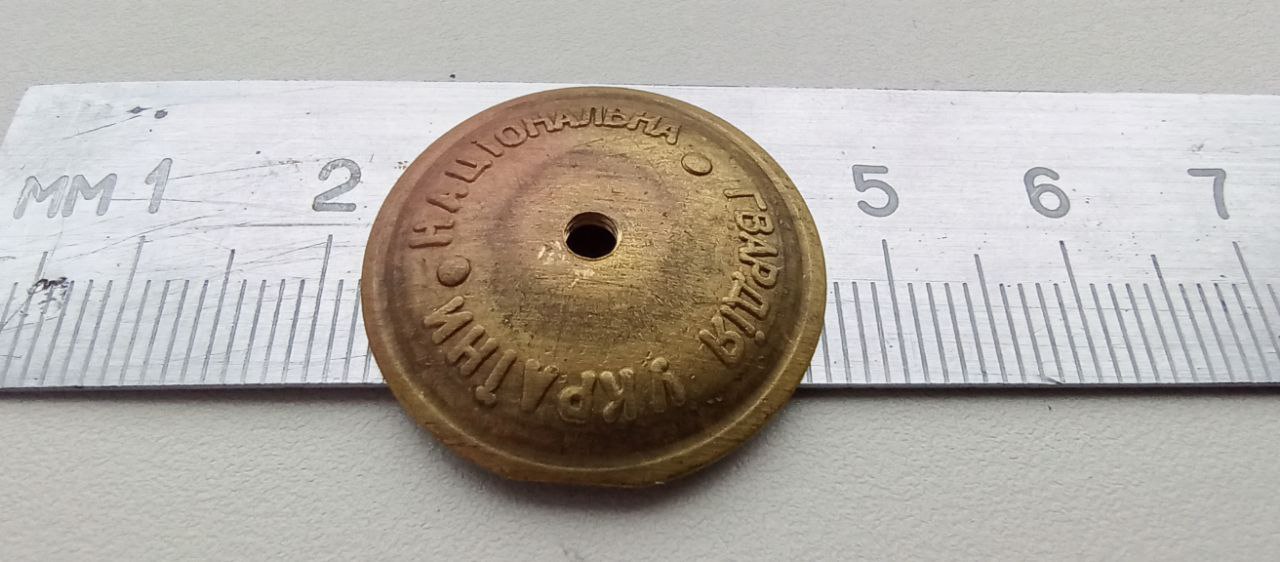 мм 1 2 5 6 7
НАЦІОНАЛЬНА • ГВАРДІЯ
УКРАЇНИ •